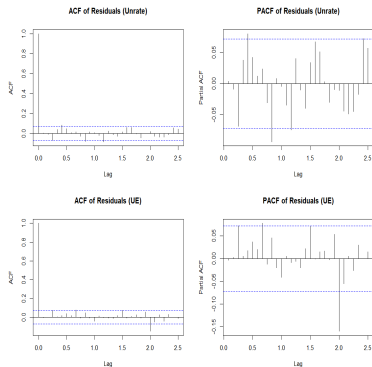 ACF of Residuals (Unrate)
ACF
0.0 0.2 0.4 0.6 0.8 1.0
0.0 0.5 1.0 1.5 2.0 2.5
Lag
PACF of Residuals (Unrate)
Partial ACF
-0.05 0.00 0.05
0.0 0.5 1.0 1.5 2.0 2.5
Lag
ACF of Residuals (UE)
ACF
0.0 0.2 0.4 0.6 0.8 1.0
0.0 0.5 1.0 1.5 2.0 2.5
Lag
PACF of Residuals (UE)
Partial ACF
-0.15 -0.10 -0.05 0.00 0.05
0.0 0.5 1.0 1.5 2.0 2.5
Lag